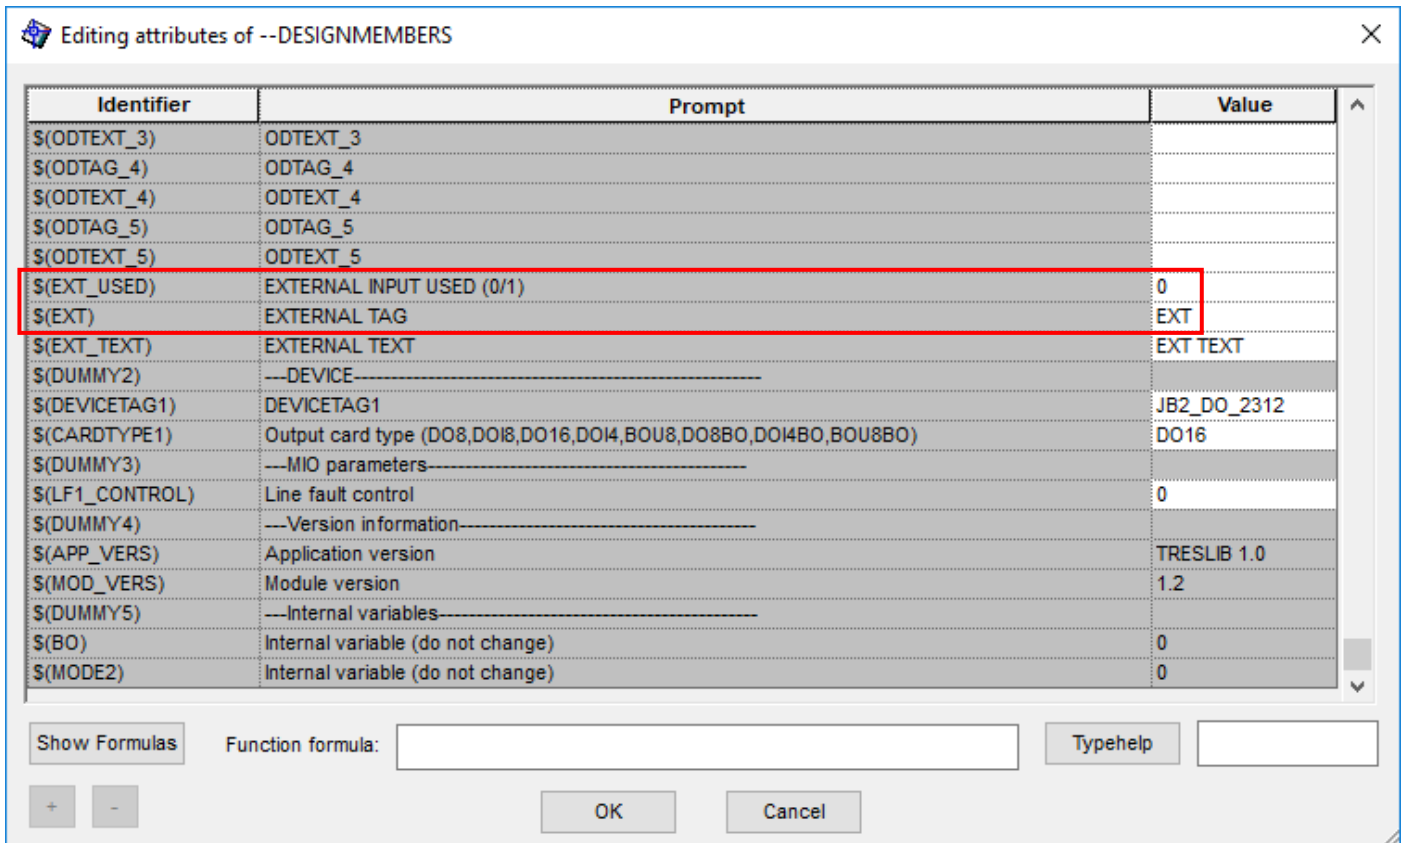 Editing attributes of --DESIGNMEMBERS
Identifier Prompt Value
$(ODTEXT_3) ODTEXT_3
$(ODTAG_4) ODTAG_4
$(ODTEXT_4) ODTEXT_4
$(ODTAG_5) ODTAG_5
$(ODTEXT_5) ODTEXT_5
$(EXT_USED) EXTERNAL INPUT USED (0/1) 0
$(EXT) EXTERNAL TAG EXT
$(EXT_TEXT) EXTERNAL TEXT EXT TEXT
$(DUMMY2) ---DEVICE-------------------------------------------------------
$(DEVICETAG1) DEVICETAG1 JB2_DO_2312
$(CARDTYPE1) Output card type (DO8,DOI8,DO16,DOI4,BOU8,DO8BO,DOI4BO,BOU8BO) DO16
$(DUMMY3) ---MIO parameters-------------------------------------------
$(LF1_CONTROL) Line fault control 0
$(DUMMY4) ---Version information----------------------------------------
$(APP_VERS) Application version TRESLIB 1.0
$(MOD_VERS) Module version 1.2
$(DUMMY5) ---Internal variables-------------------------------------------
$(BO) Internal variable (do not change) 0
$(MODE2) Internal variable (do not change) 0
Show Formulas Function formula: Typehelp
+ - OK Cancel